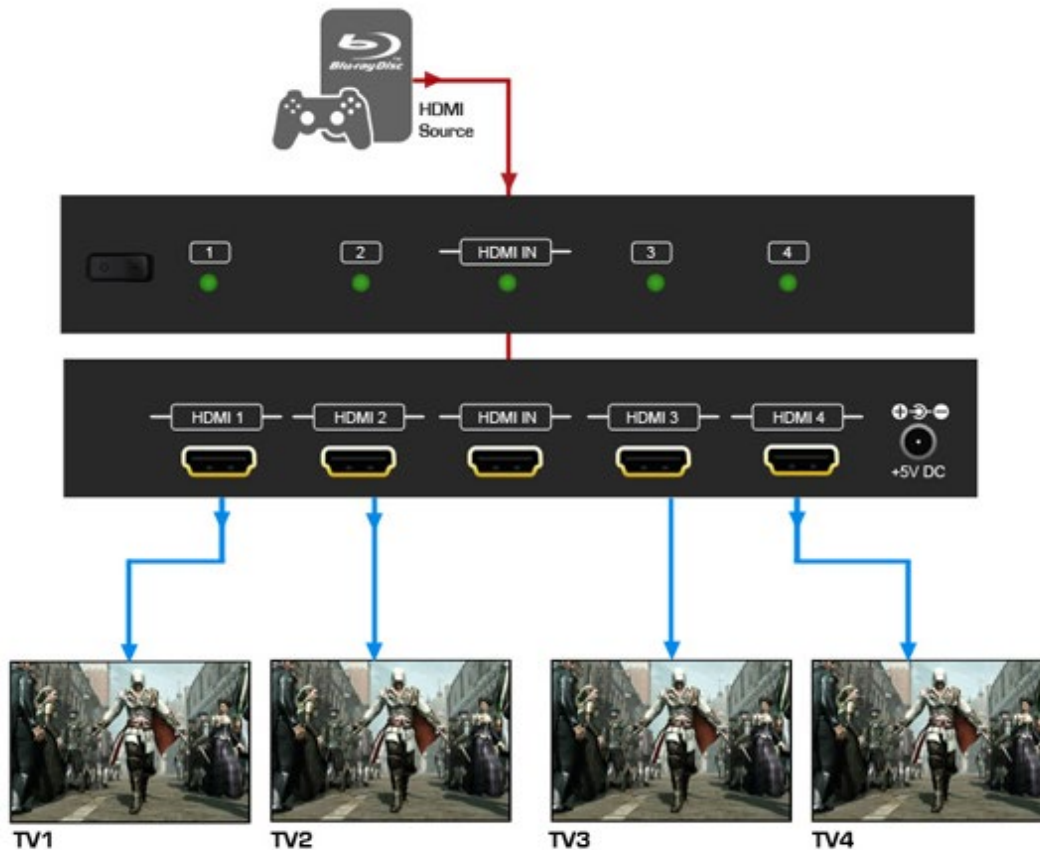 Blu-ray Disc
TM
HDMI
Source
1
2
HDMI IN
3
4
HDMI 1
HDMI 2
HDMI IN
HDMI 3
HDMI 4
+5V DC
TV1
TV2
TV3
TV4